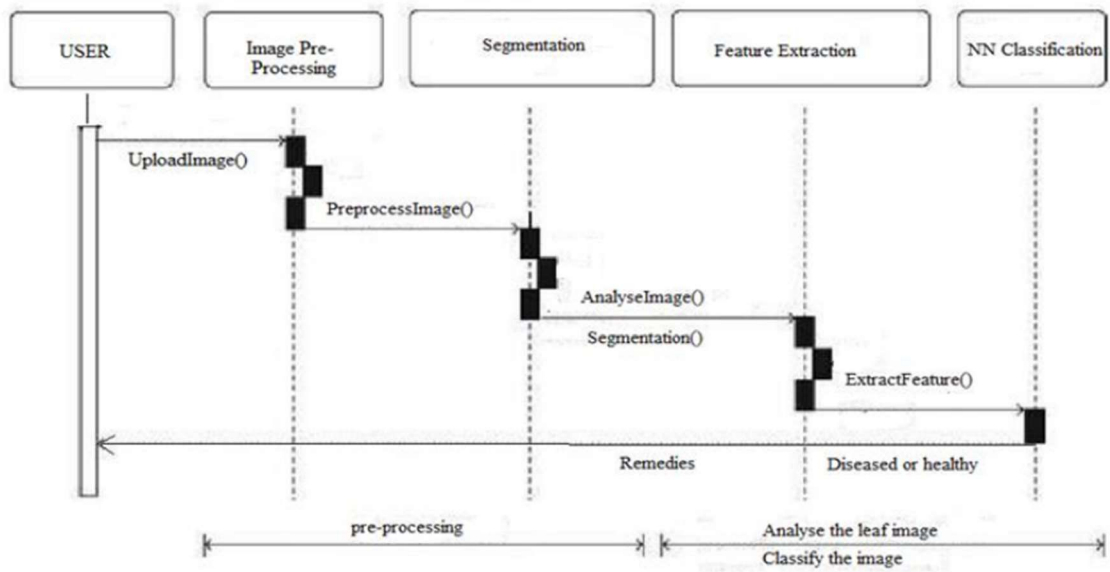 USER
Image Pre-
Processing
Segmentation
Feature Extraction
NN Classification
UploadImage()
PreprocessImage()
AnalyseImage()
Segmentation()
ExtractFeature()
Remedies
Diseased or healthy
pre-processing
Analyse the leaf image
Classify the image